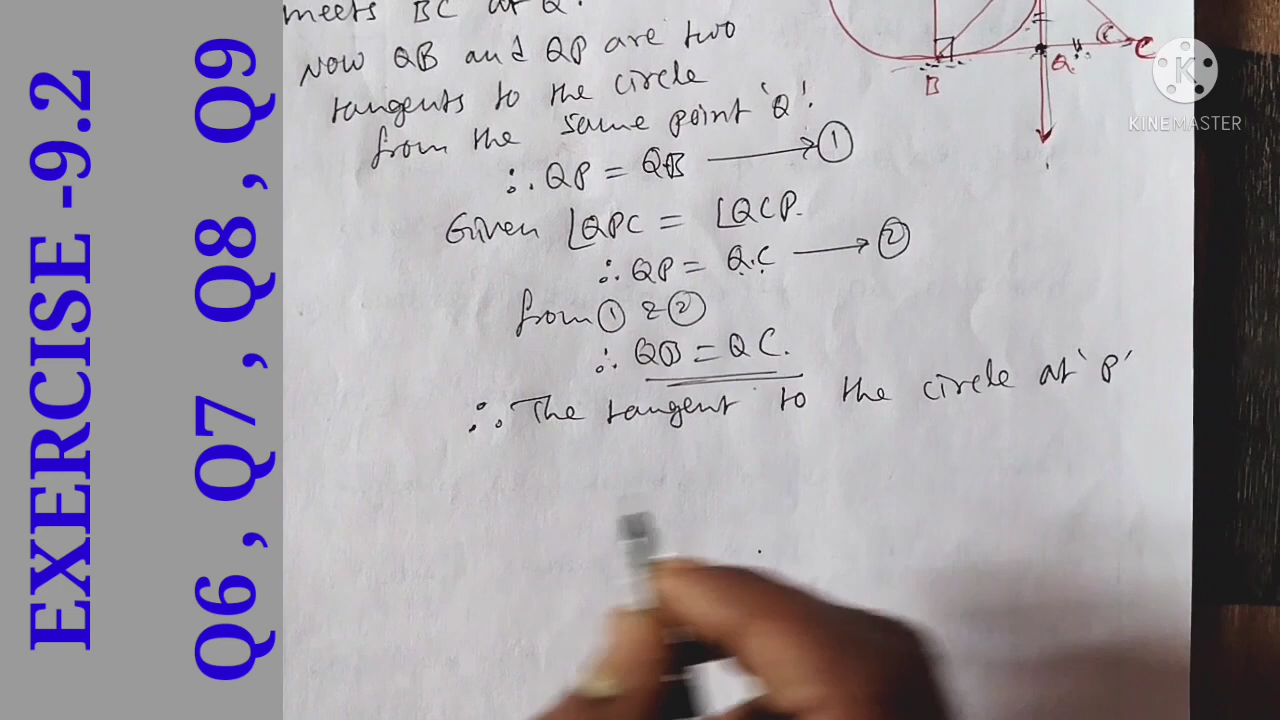 EXERCISE -9.2
Q6 , Q7 , Q8 , Q9
meets BC at Q.
Now QB and QP are two
tangents to the circle
from the same point 'Q'.
∴ QP = QB ⟶ ①
Given ∠QPC = ∠QCP.
∴ QP = QC ⟶ ②
from ① & ②
∴ QB = QC.
∴ The tangent to the circle at 'P'
B
Q
C
K
KINEMASTER